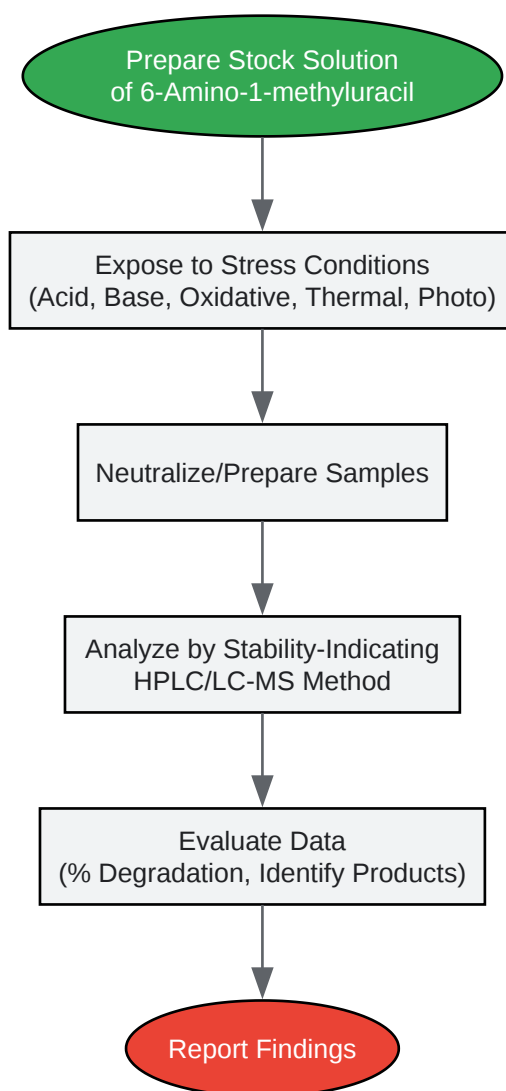 Prepare Stock Solution
of 6-Amino-1-methyluracil
Expose to Stress Conditions
(Acid, Base, Oxidative, Thermal, Photo)
Neutralize/Prepare Samples
Analyze by Stability-Indicating
HPLC/LC-MS Method
Evaluate Data
(% Degradation, Identify Products)
Report Findings